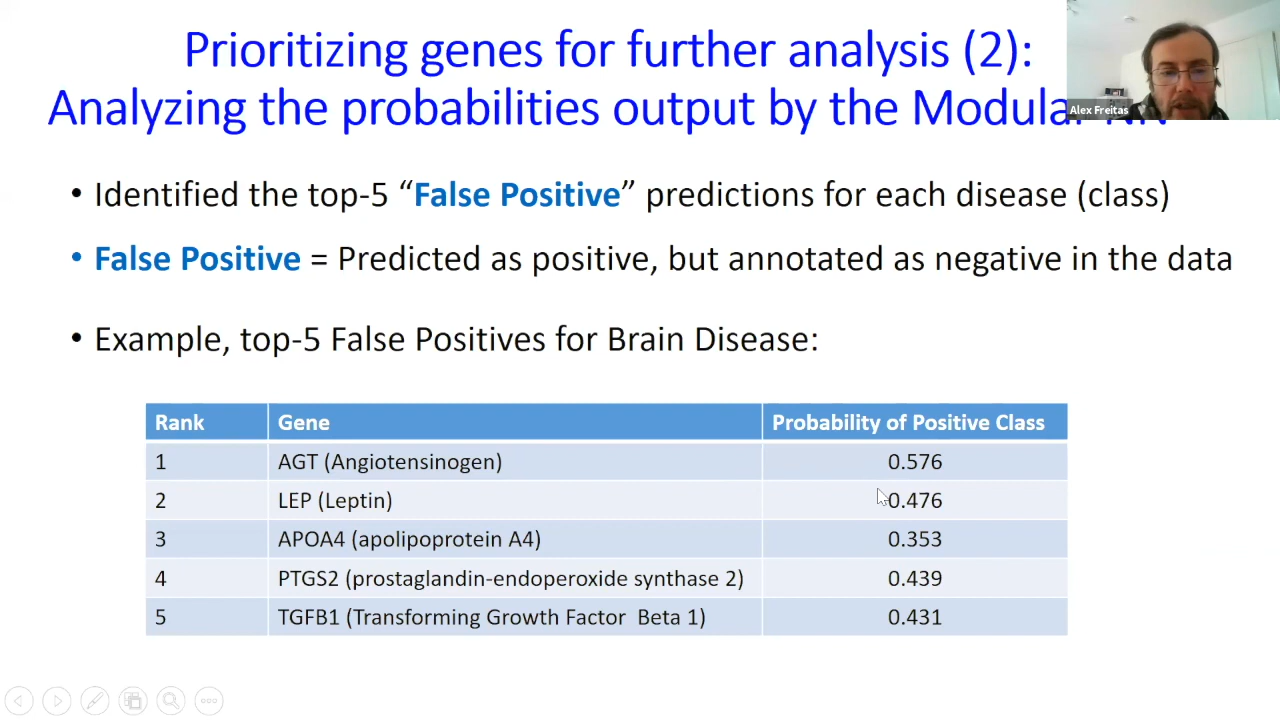 Prioritizing genes for further analysis (2):
Analyzing the probabilities output by the Modular
Alex Freitas
• Identified the top-5 “False Positive” predictions for each disease (class)
• False Positive = Predicted as positive, but annotated as negative in the data
• Example, top-5 False Positives for Brain Disease:
Rank Gene Probability of Positive Class
1 AGT (Angiotensinogen) 0.576
2 LEP (Leptin) 0.476
3 APOA4 (apolipoprotein A4) 0.353
4 PTGS2 (prostaglandin-endoperoxide synthase 2) 0.439
5 TGFB1 (Transforming Growth Factor Beta 1) 0.431